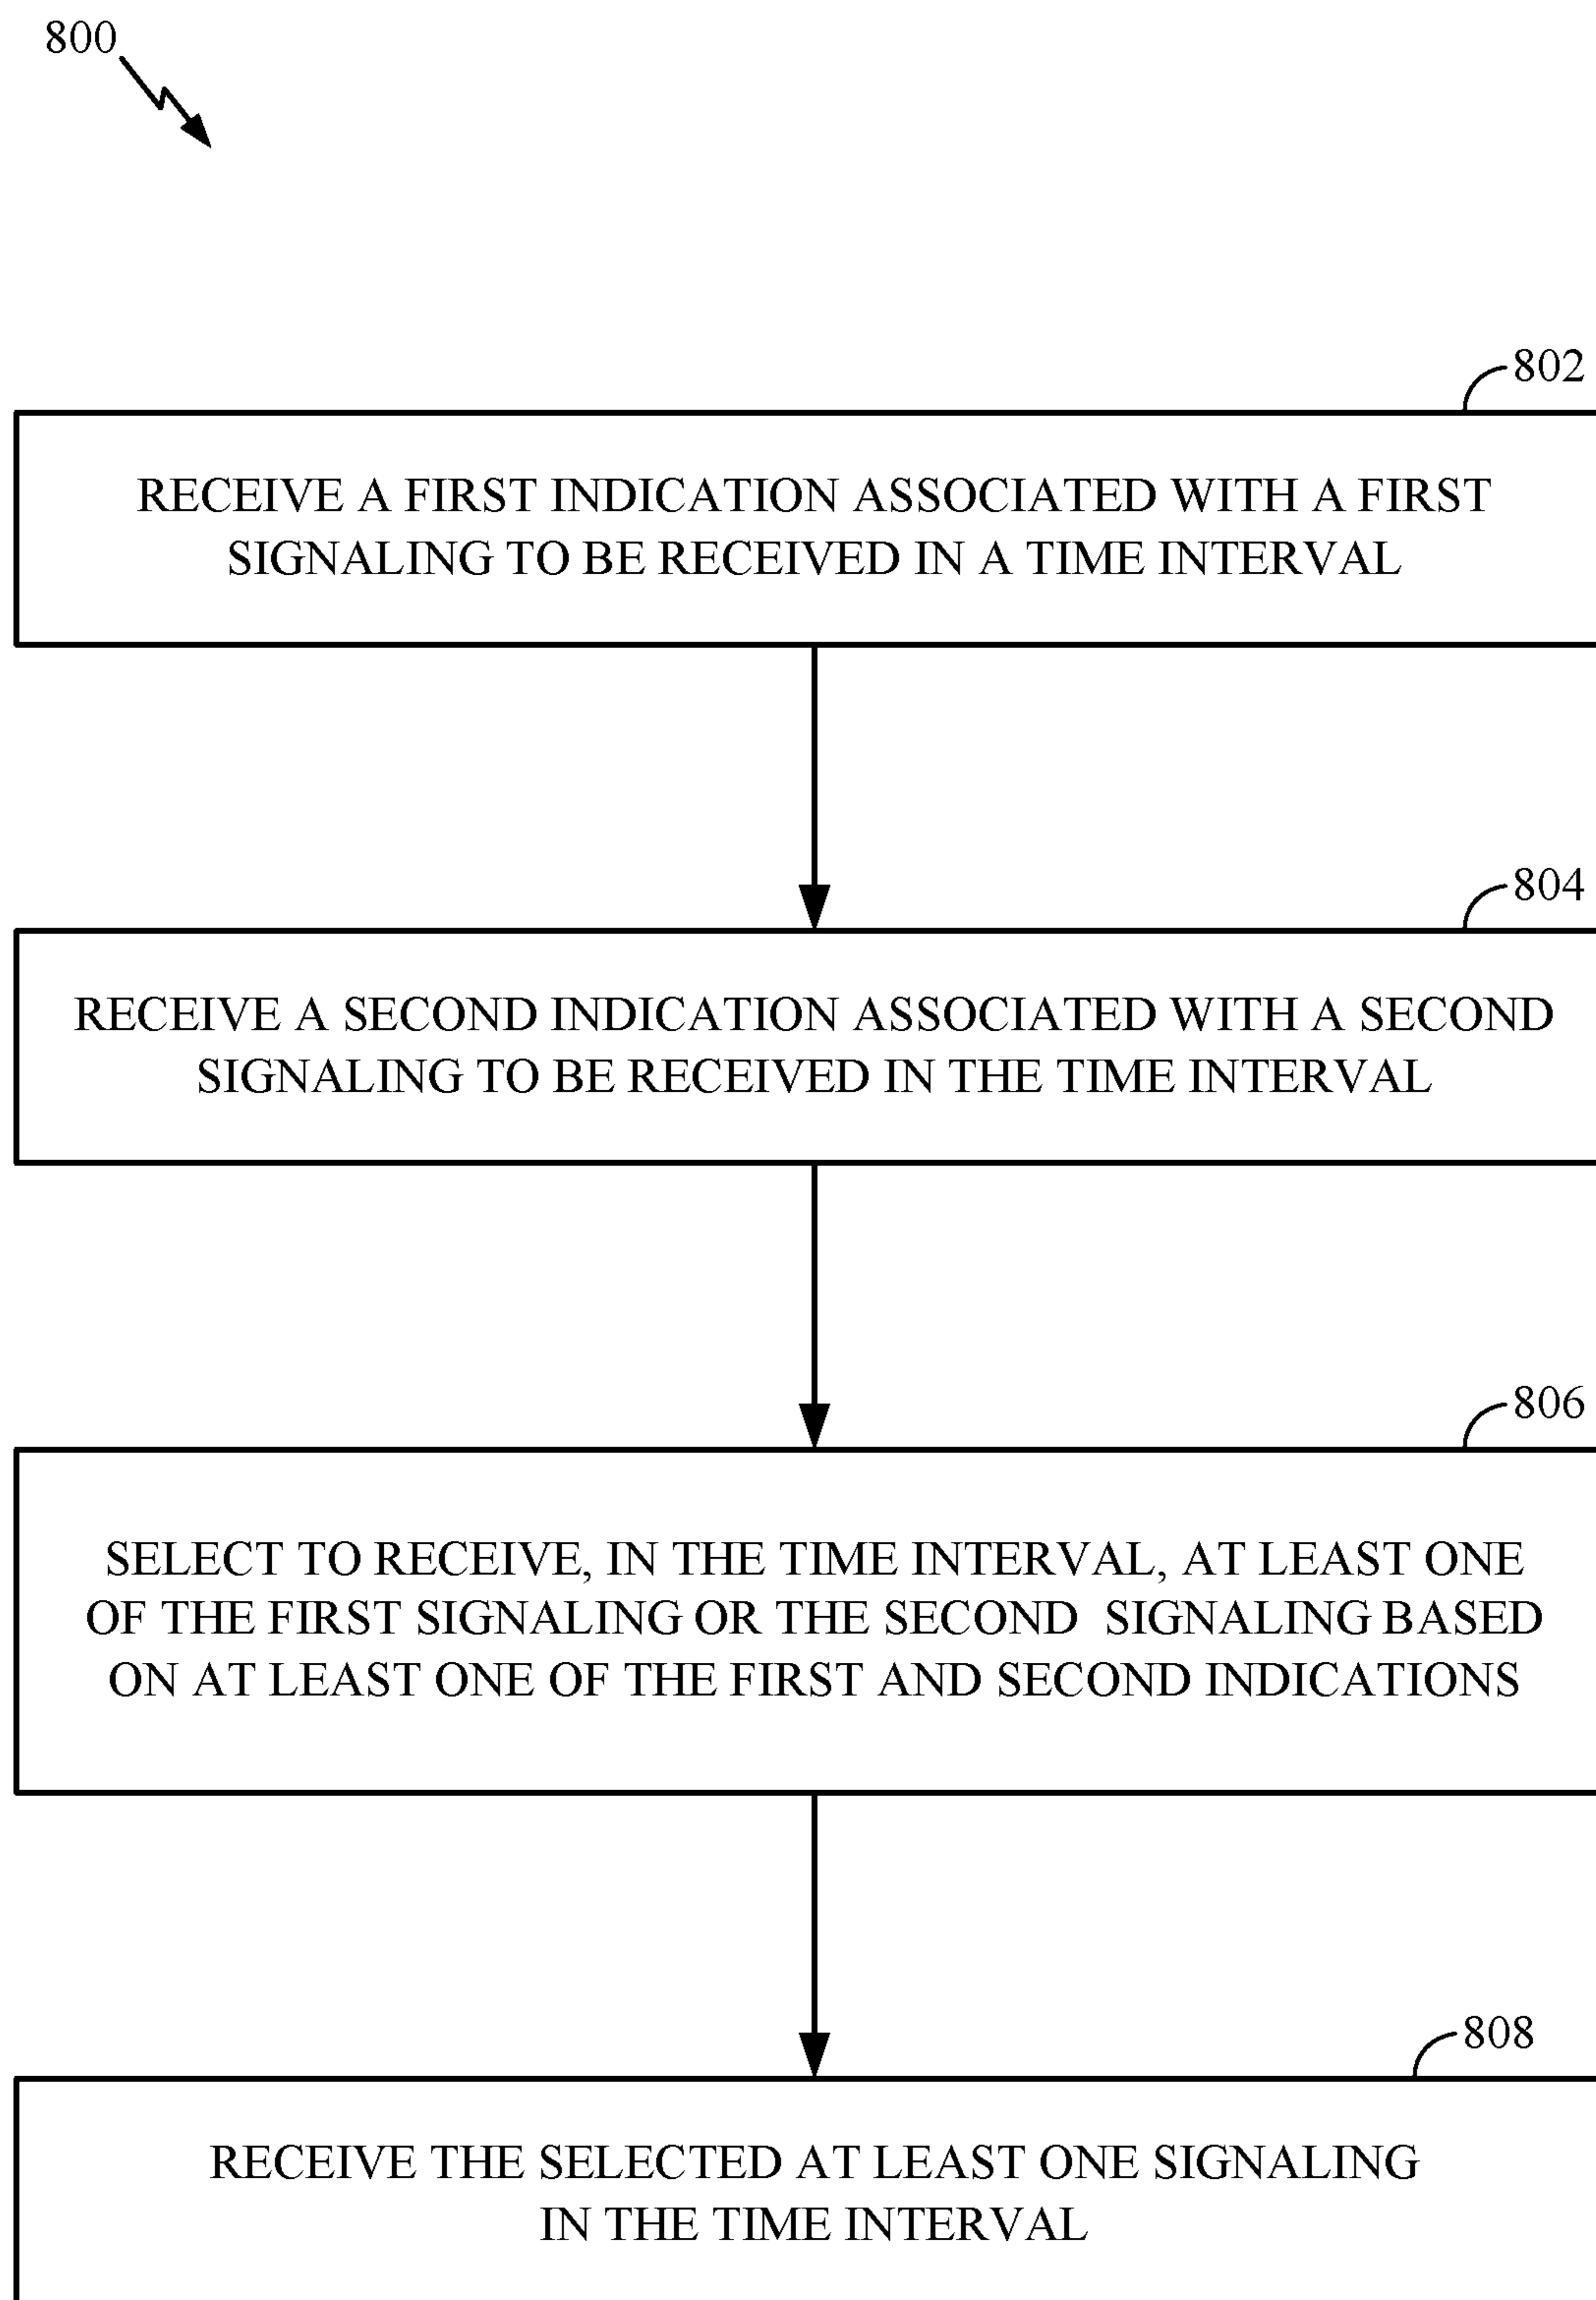 800
802
RECEIVE A FIRST INDICATION ASSOCIATED WITH A FIRST
SIGNALING TO BE RECEIVED IN A TIME INTERVAL
804
RECEIVE A SECOND INDICATION ASSOCIATED WITH A SECOND
SIGNALING TO BE RECEIVED IN THE TIME INTERVAL
806
SELECT TO RECEIVE, IN THE TIME INTERVAL, AT LEAST ONE
OF THE FIRST SIGNALING OR THE SECOND SIGNALING BASED
ON AT LEAST ONE OF THE FIRST AND SECOND INDICATIONS
808
RECEIVE THE SELECTED AT LEAST ONE SIGNALING
IN THE TIME INTERVAL